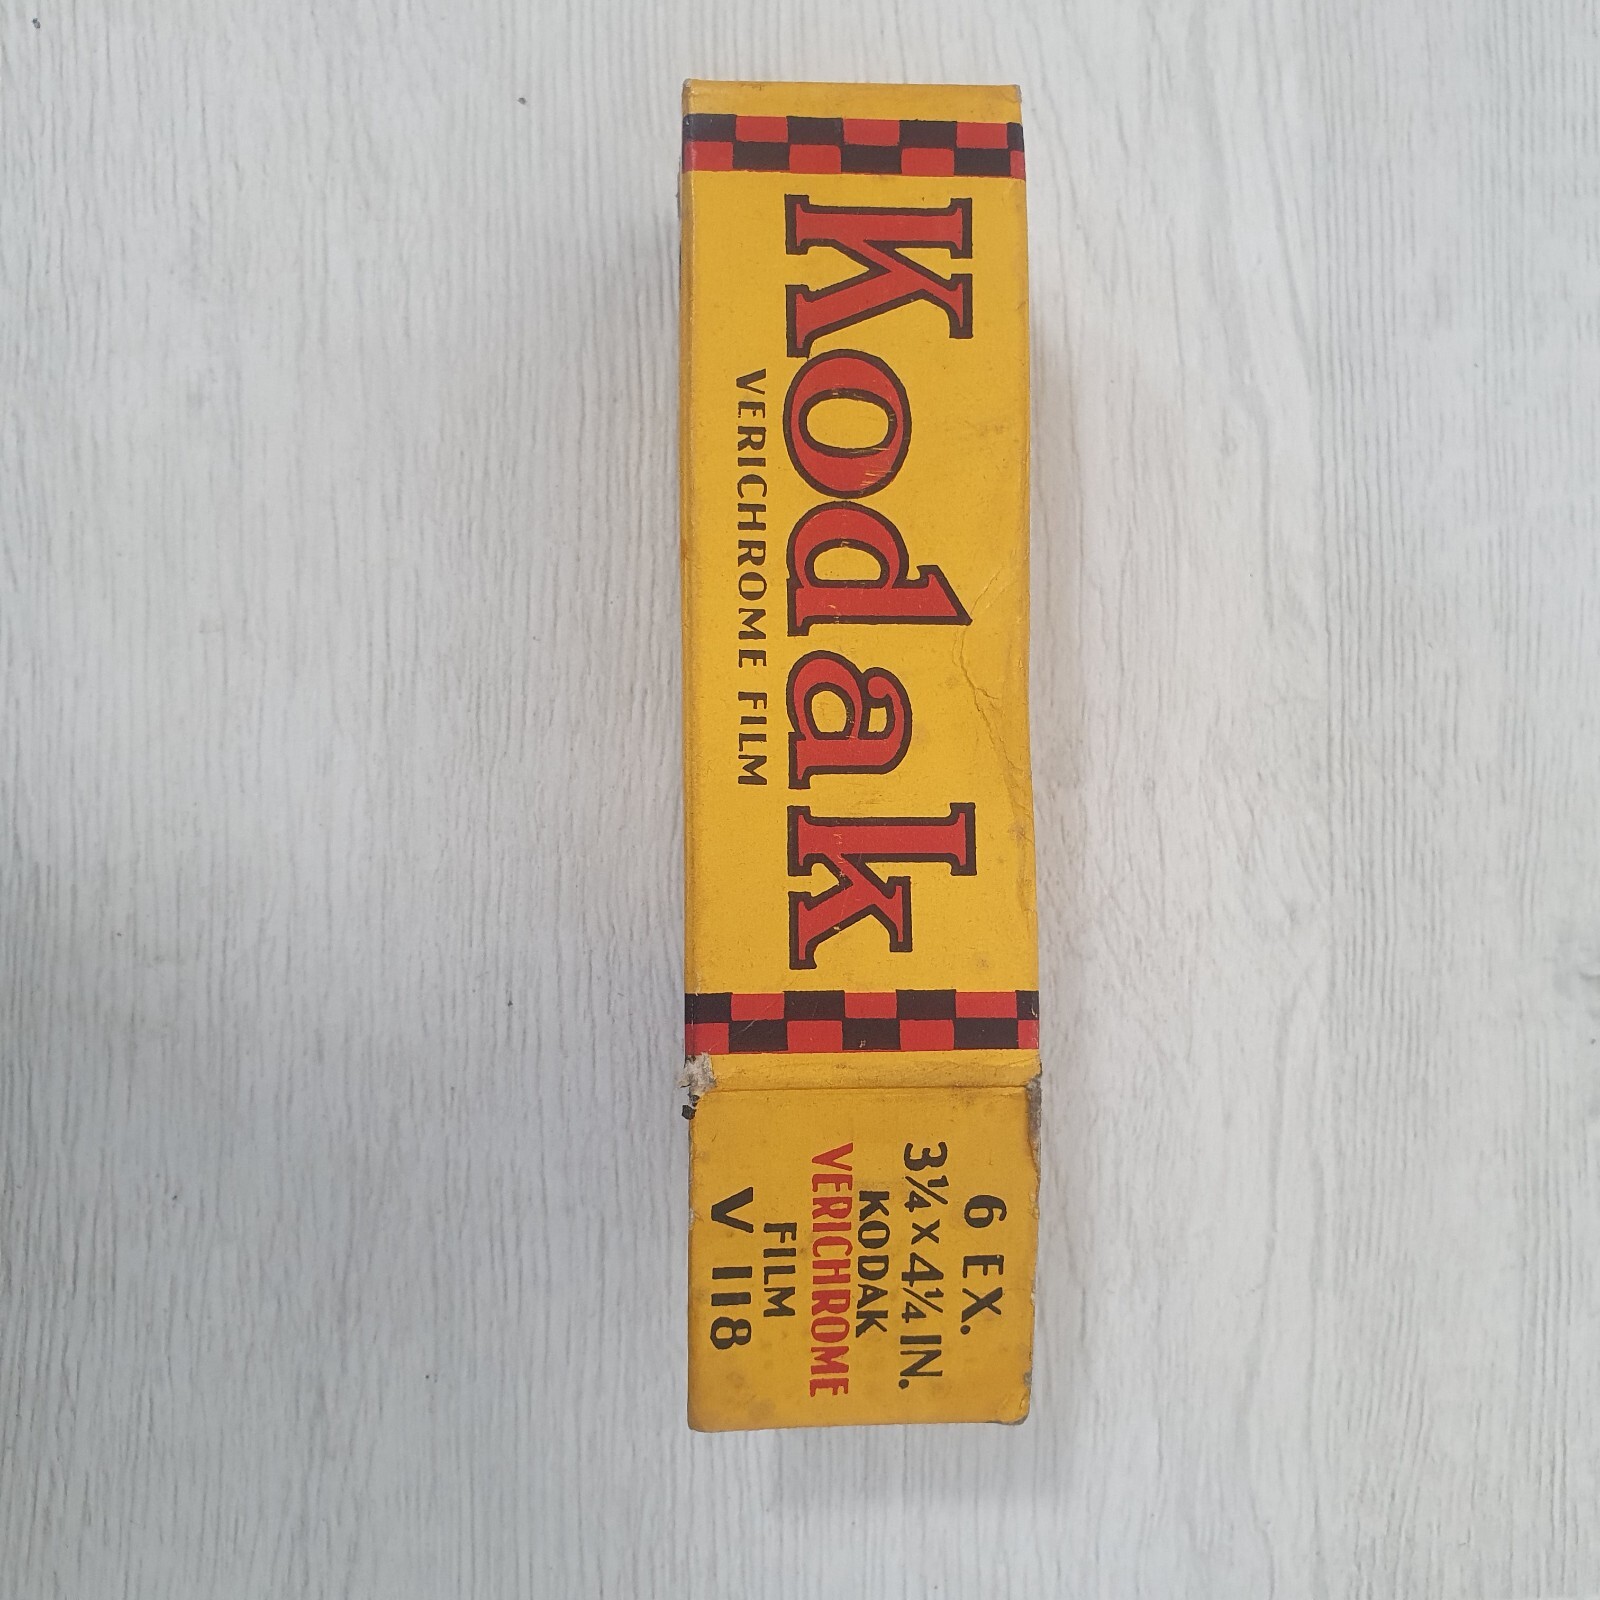 Kodak
VERICHROME FILM
6 EX.
3¼ x 4¼ IN.
KODAK
VERICHROME
FILM
V 118